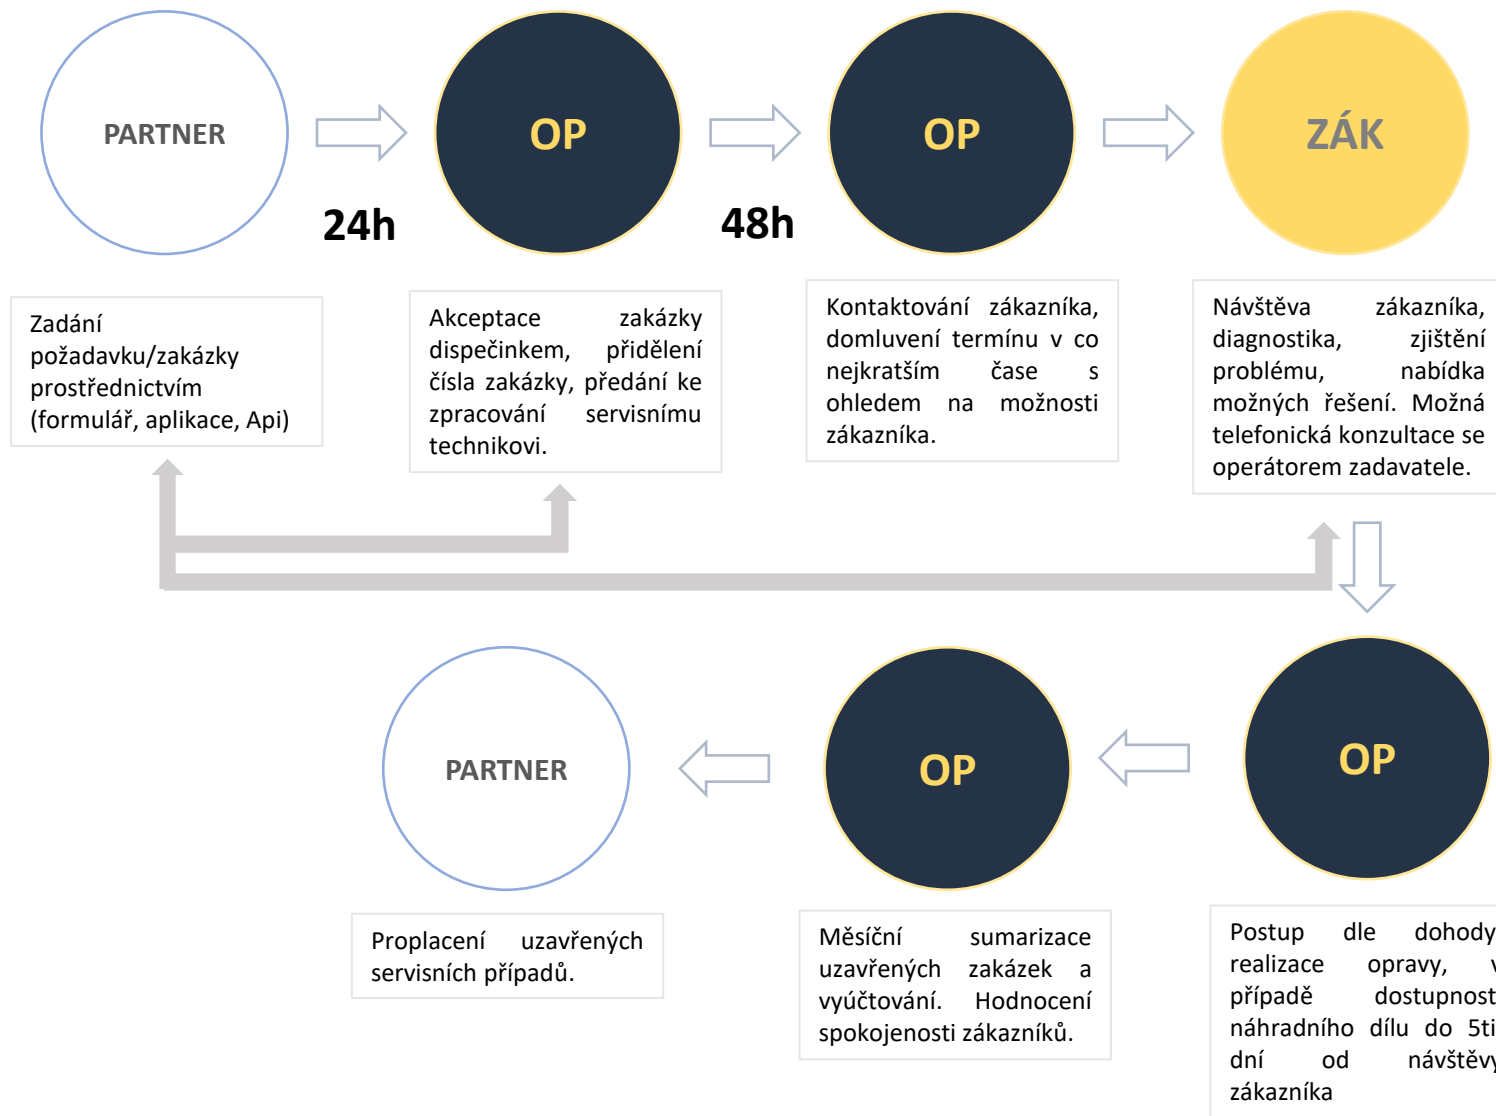 PARTNER
OP
OP
ZÁK
24h
48h
Zadání
požadavku/zakázky
prostřednictvím
(formulář, aplikace, Api)
Akceptace zakázky
dispečinkem, přidělení
čísla zakázky, předání ke
zpracování servisnímu
technikovi.
Kontaktování zákazníka,
domluvení termínu v co
nejkratším čase s
ohledem na možnosti
zákazníka.
Návštěva zákazníka,
diagnostika, zjištění
problému, nabídka
možných řešení. Možná
telefonická konzultace se
operátorem zadavatele.
PARTNER
OP
OP
Proplacení uzavřených
servisních případů.
Měsíční sumarizace
uzavřených zakázek a
vyúčtování. Hodnocení
spokojenosti zákazníků.
Postup dle dohody
realizace opravy, v
případě dostupnost
náhradního dílu do 5ti
dní od návštěvy
zákazníka